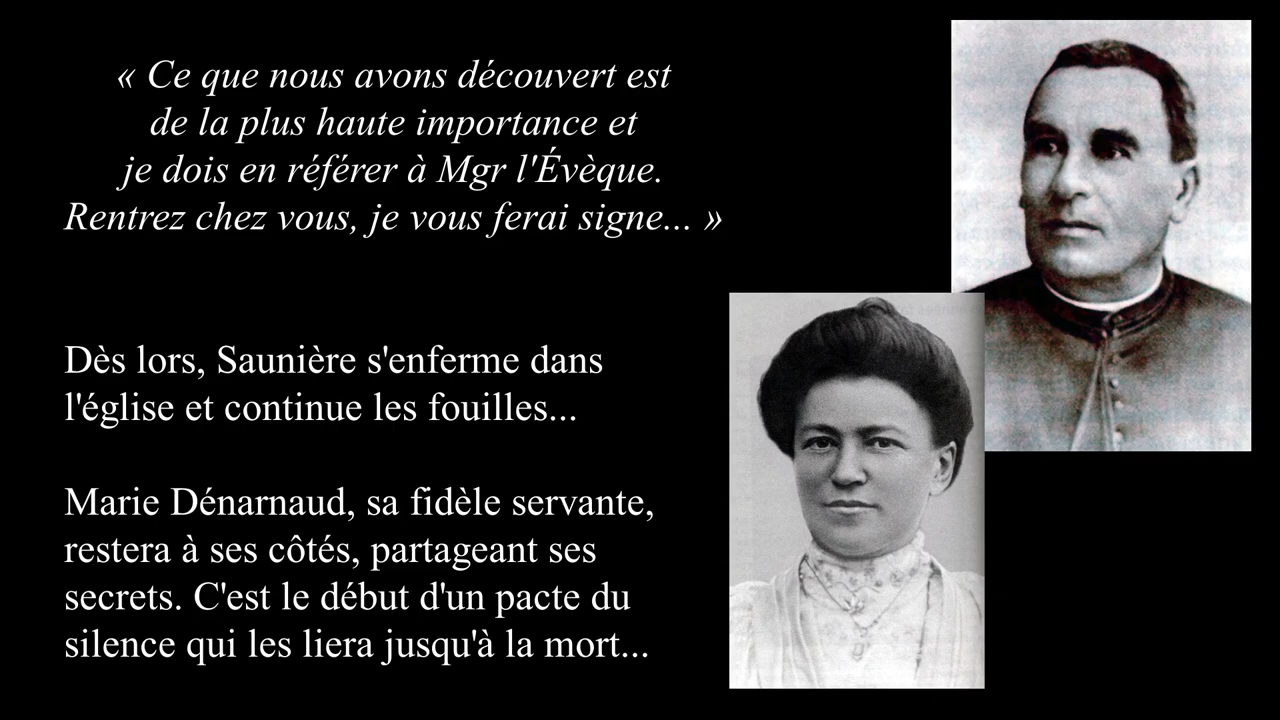 « Ce que nous avons découvert est
de la plus haute importance et
je dois en référer à Mgr l'Évèque.
Rentrez chez vous, je vous ferai signe... »
Dès lors, Saunière s'enferme dans
l'église et continue les fouilles...
Marie Dénarnaud, sa fidèle servante,
restera à ses côtés, partageant ses
secrets. C'est le début d'un pacte du
silence qui les liera jusqu'à la mort...